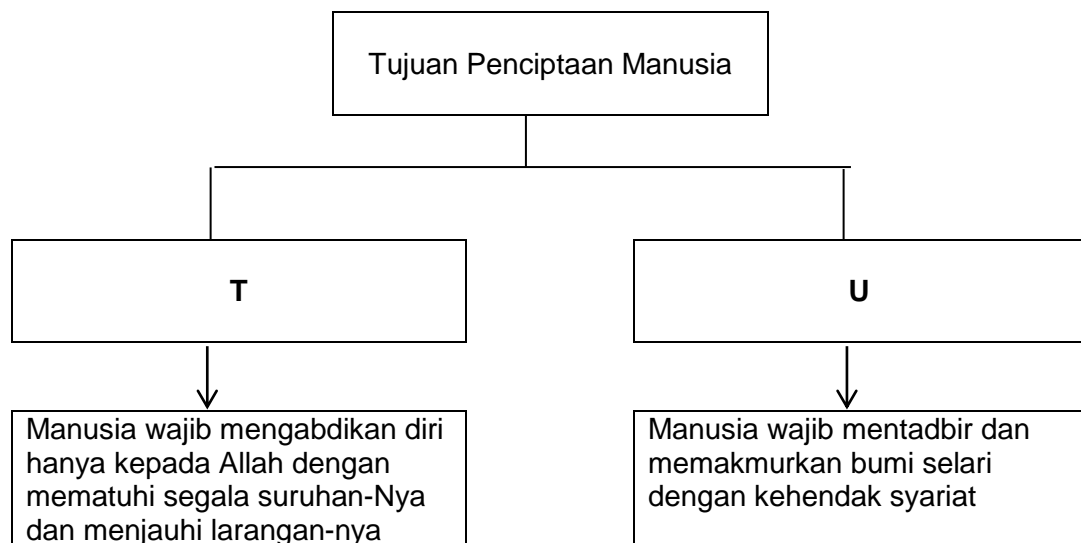 Tujuan Penciptaan Manusia
T
U
Manusia wajib mengabdikan diri
hanya kepada Allah dengan
mematuhi segala suruhan-Nya
dan menjauhi larangan-nya
Manusia wajib mentadbir dan
memakmurkan bumi selari
dengan kehendak syariat